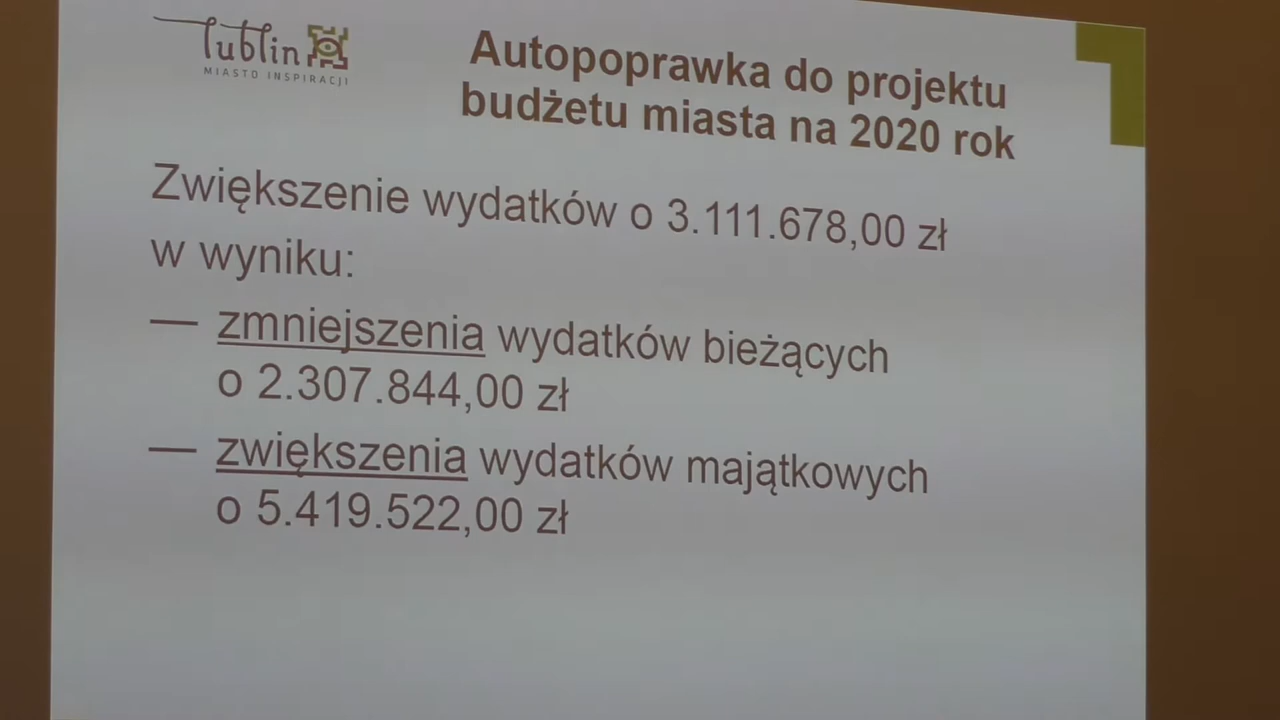 lublin
MIASTO INSPIRACJI
Autopoprawka do projektu
budżetu miasta na 2020 rok
Zwiększenie wydatków o 3.111.678,00 zł
w wyniku:
— zmniejszenia wydatków bieżących
o 2.307.844,00 zł
— zwiększenia wydatków majątkowych
o 5.419.522,00 zł